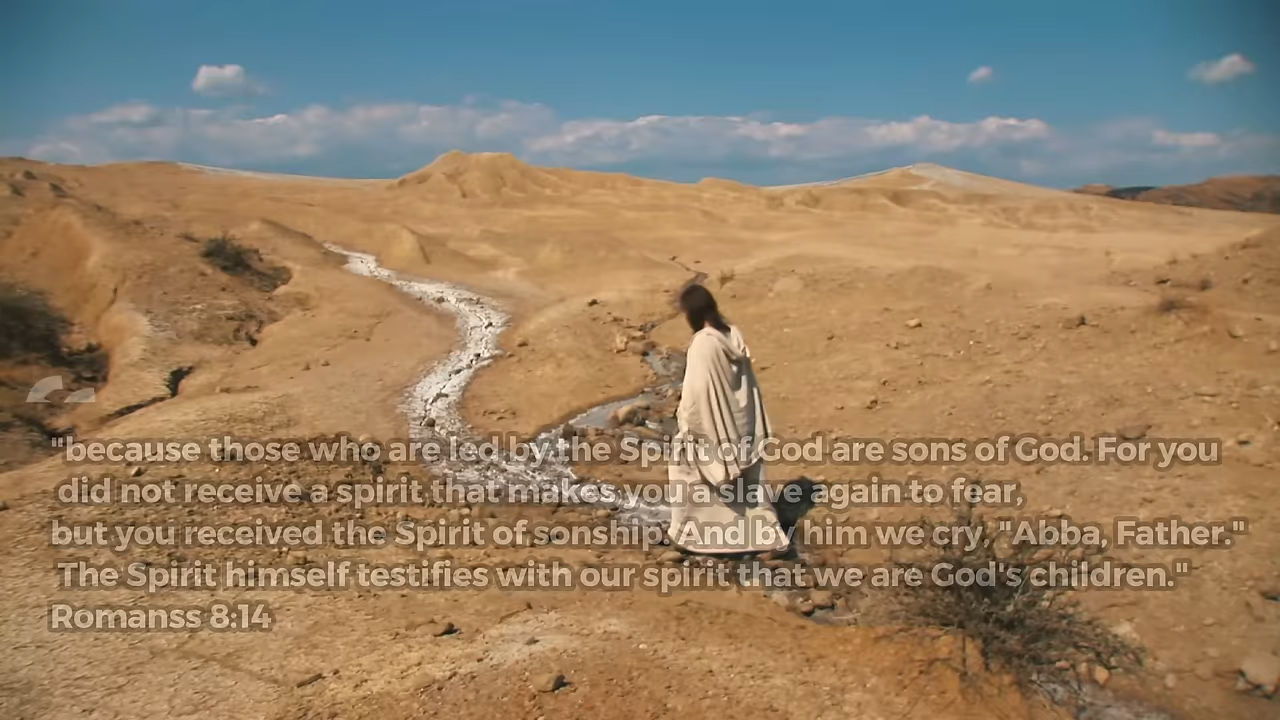 "because those who are led by the Spirit of God are sons of God. For you
did not receive a spirit that makes you a slave again to fear,
but you received the Spirit of sonship. And by him we cry, "Abba, Father."
The Spirit himself testifies with our spirit that we are God's children."
Romanss 8:14